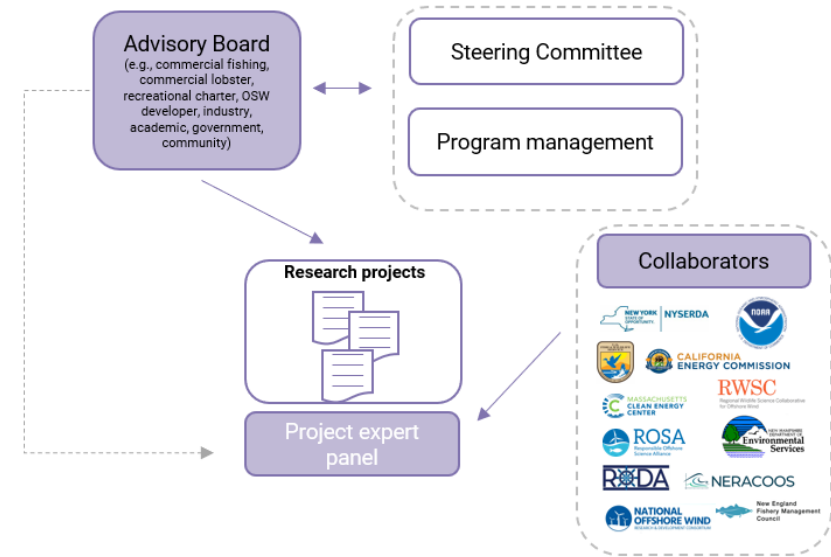 Advisory Board
(e.g., commercial fishing,
commercial lobster,
recreational charter, OSW
developer, industry,
academic, government,
community)
Steering Committee
Program management
Research projects
Project expert
panel
Collaborators
NEW YORK
STATE OF
OPPORTUNITY.
NYSERDA
NOAA
CALIFORNIA
ENERGY COMMISSION
MASSACHUSETTS
CLEAN ENERGY
CENTER
RWSC
Regional Wildlife Science Collaborative
for Offshore Wind
ROSA
Responsible Offshore
Science Alliance
NEW HAMPSHIRE
DEPARTMENT OF
Environmental
Services
RODA
NERACOOS
NATIONAL
OFFSHORE WIND
RESEARCH & DEVELOPMENT CONSORTIUM
New England
Fishery Management
Council